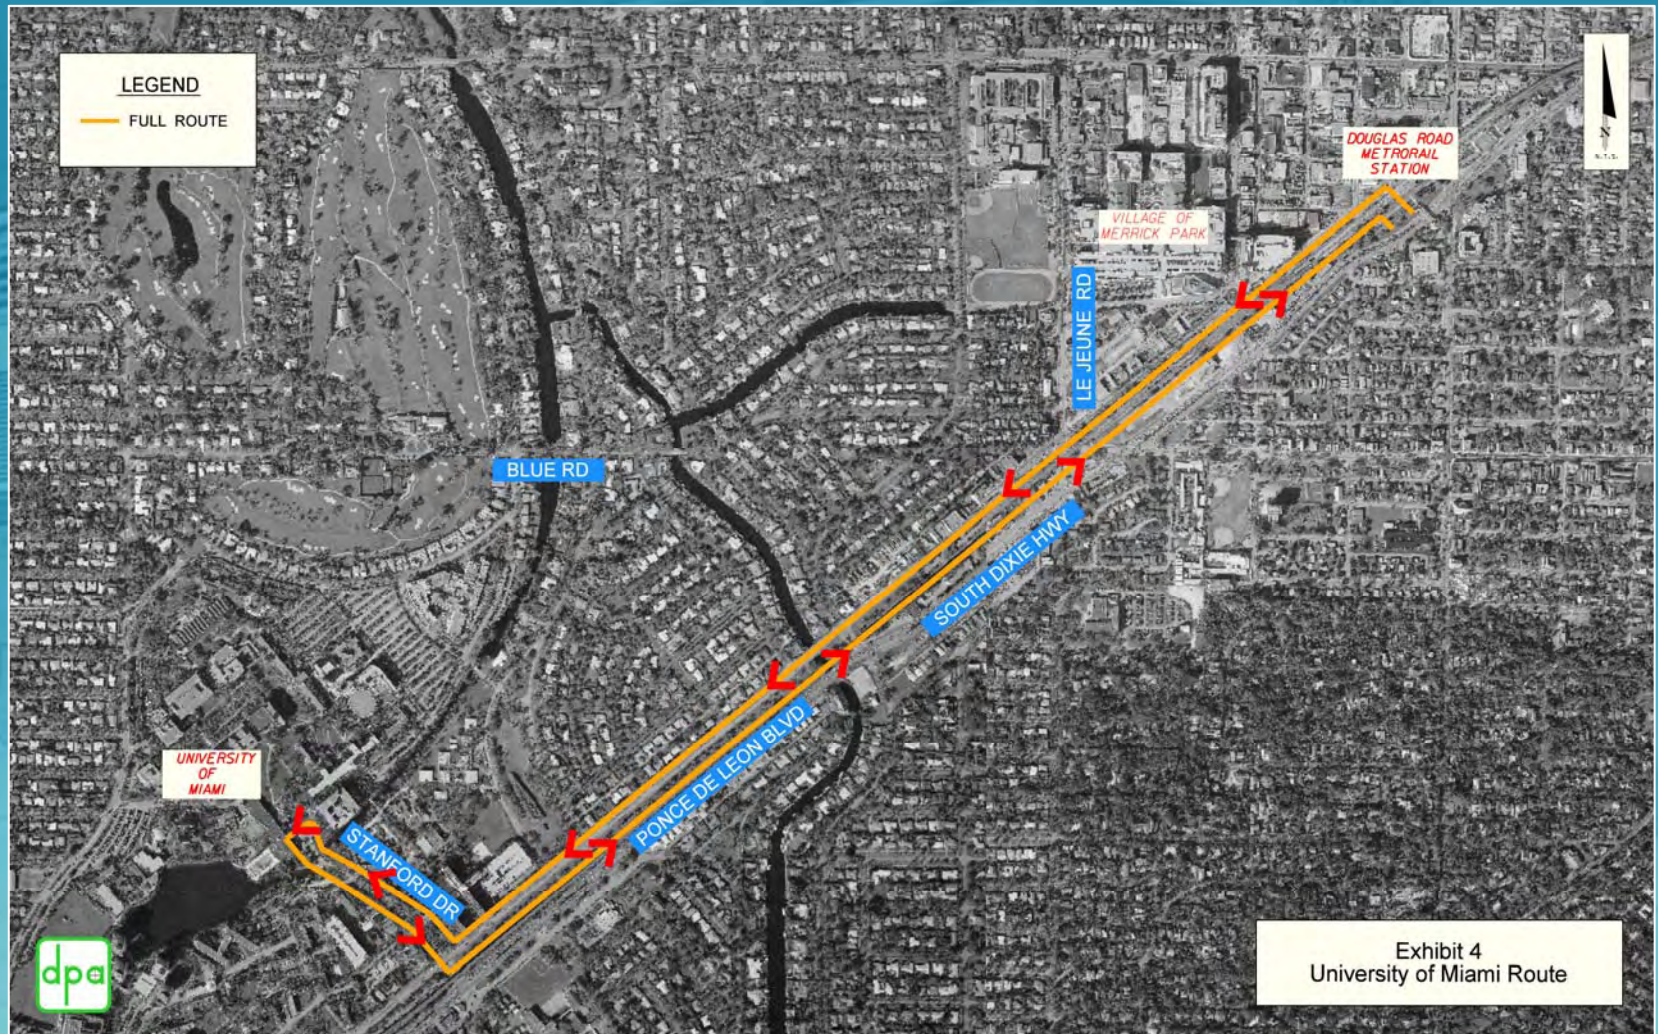 LEGEND
FULL ROUTE
N
N.T.S.
DOUGLAS ROAD
METRORAIL
STATION
VILLAGE OF
MERRICK PARK
LE JEUNE RD
BLUE RD
SOUTH DIXIE HWY
PONCE DE LEON BLVD
UNIVERSITY
OF
MIAMI
STANFORD DR
dpa
Exhibit 4
University of Miami Route